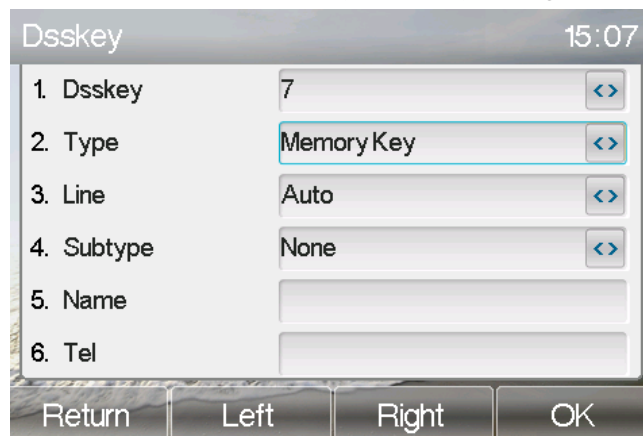 Dsskey 15:07
1. Dsskey 7 <>
2. Type Memory Key <>
3. Line Auto <>
4. Subtype None <>
5. Name
6. Tel
Return Left Right OK